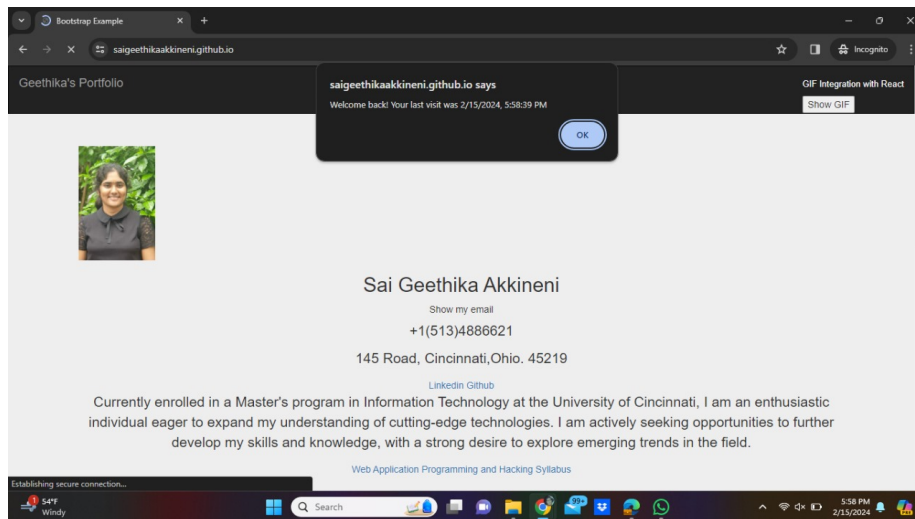 Bootstrap Example
saigeethikaakkineni.github.io
Incognito
Geethika's Portfolio
saigeethikaakkineni.github.io says
Welcome back! Your last visit was 2/15/2024, 5:58:39 PM
OK
GIF Integration with React
Show GIF
Sai Geethika Akkineni
Show my email
+1(513)4886621
145 Road, Cincinnati,Ohio. 45219
Linkedin Github
Currently enrolled in a Master's program in Information Technology at the University of Cincinnati, I am an enthusiastic
individual eager to expand my understanding of cutting-edge technologies. I am actively seeking opportunities to further
develop my skills and knowledge, with a strong desire to explore emerging trends in the field.
Web Application Programming and Hacking Syllabus
Establishing secure connection...
54°F
Windy
Search
99+
5:58 PM
2/15/2024